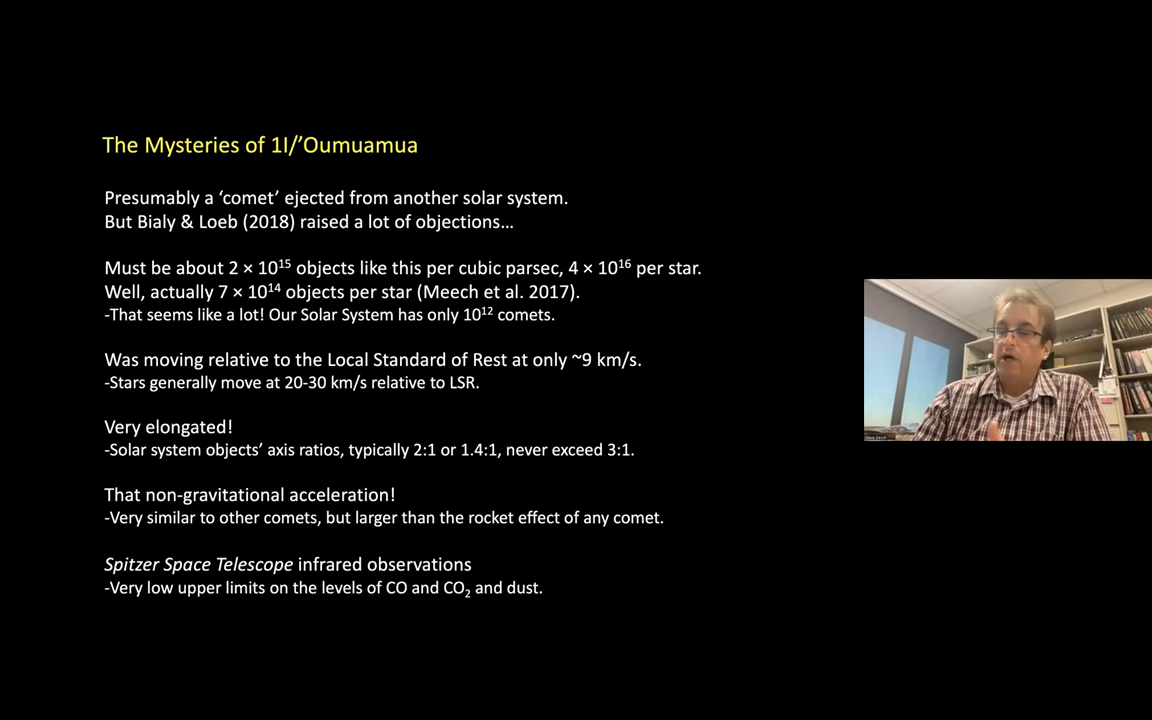 The Mysteries of 1I/’Oumuamua
Presumably a ‘comet’ ejected from another solar system.
But Bialy & Loeb (2018) raised a lot of objections…
Must be about 2 × 10¹⁵ objects like this per cubic parsec, 4 × 10¹⁶ per star.
Well, actually 7 × 10¹⁴ objects per star (Meech et al. 2017).
-That seems like a lot! Our Solar System has only 10¹² comets.
Was moving relative to the Local Standard of Rest at only ~9 km/s.
-Stars generally move at 20-30 km/s relative to LSR.
Very elongated!
-Solar system objects’ axis ratios, typically 2:1 or 1.4:1, never exceed 3:1.
That non-gravitational acceleration!
-Very similar to other comets, but larger than the rocket effect of any comet.
Spitzer Space Telescope infrared observations
-Very low upper limits on the levels of CO and CO₂ and dust.